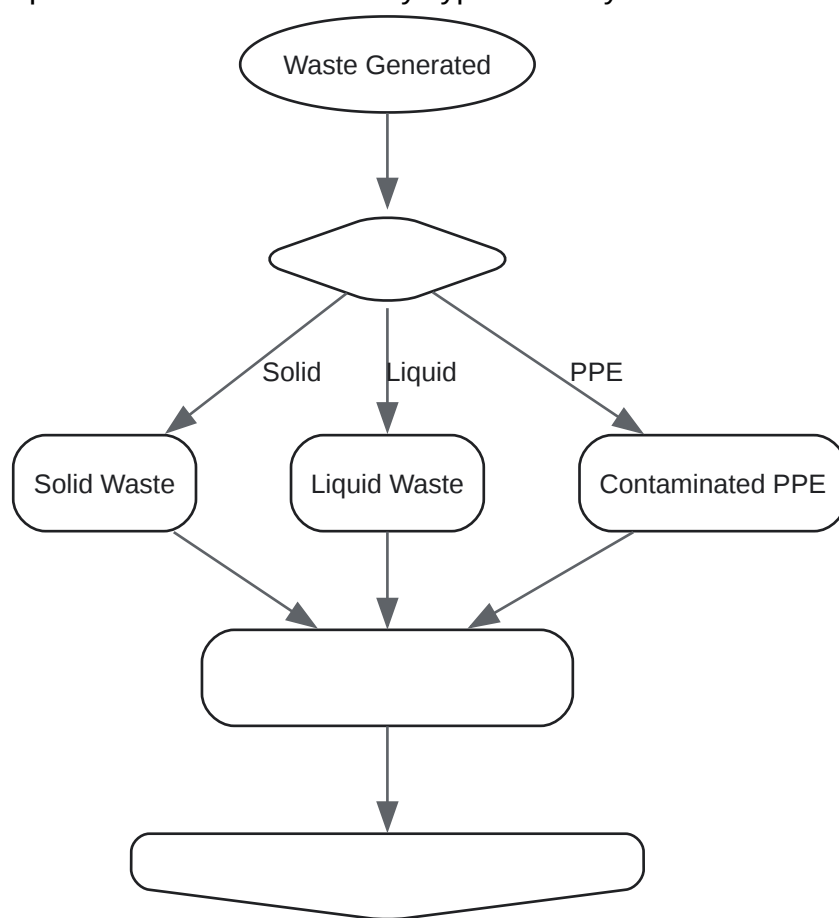 Waste Generated
Solid
Liquid
PPE
Solid Waste
Liquid Waste
Contaminated PPE